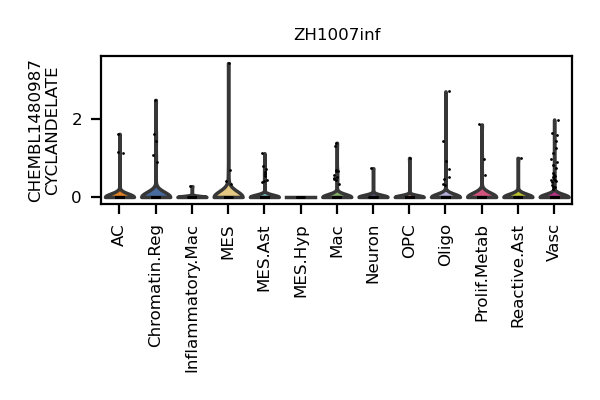 ZH1007inf
CHEMBL1480987
CYCLANDELATE
2
0
AC
Chromatin.Reg
Inflammatory.Mac
MES
MES.Ast
MES.Hyp
Mac
Neuron
OPC
Oligo
Prolif.Metab
Reactive.Ast
Vasc